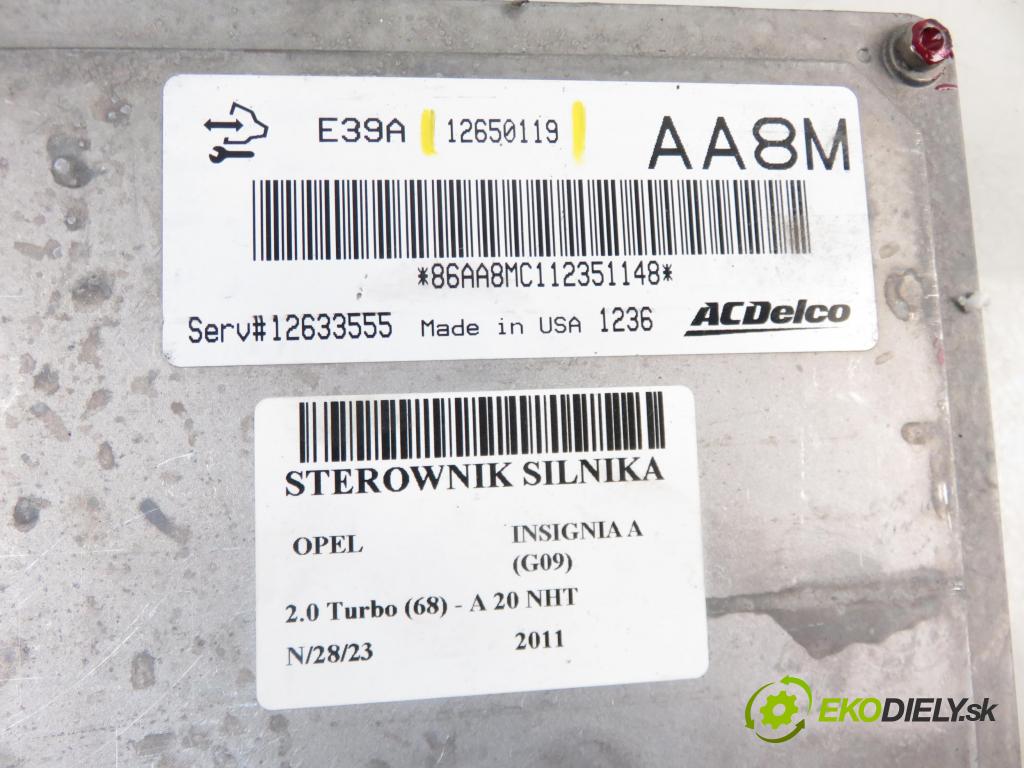 E39A 12650119 AA8M
*86AA8MC112351148*
Serv#12633555 Made in USA 1236 ACDelco
STEROWNIK SILNIKA
OPEL INSIGNIA A
(G09)
2.0 Turbo (68) - A 20 NHT
N/28/23 2011
EKODIELY.sk